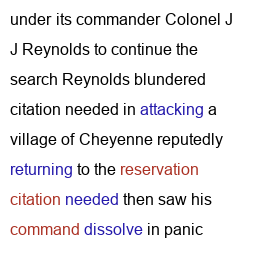 under its commander Colonel J
J Reynolds to continue the
search Reynolds blundered
citation needed in attacking a
village of Cheyenne reputedly
returning to the reservation
citation needed then saw his
command dissolve in panic